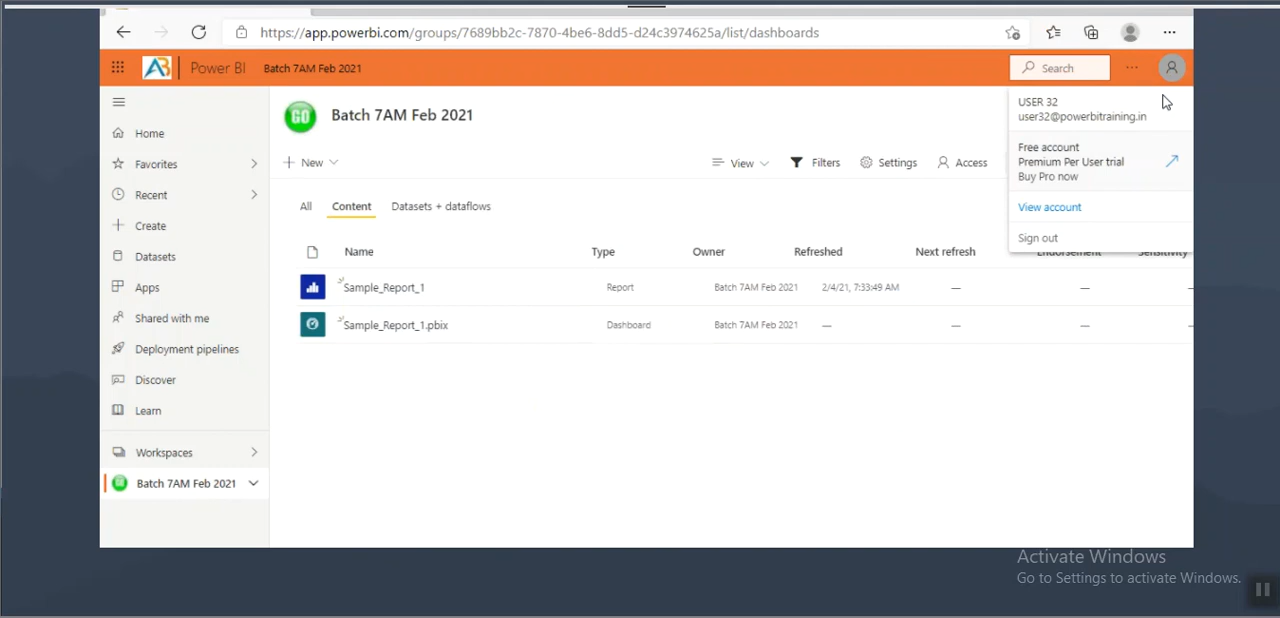 https://app.powerbi.com/groups/7689bb2c-7870-4be6-8dd5-d24c3974625a/list/dashboards
Power BI Batch 7AM Feb 2021 Search
USER 32
user32@powerbitraining.in
Free account
Premium Per User trial
Buy Pro now
View account
Sign out
Home
Favorites
Recent
Create
Datasets
Apps
Shared with me
Deployment pipelines
Discover
Learn
Workspaces
Batch 7AM Feb 2021
GO Batch 7AM Feb 2021
New View Filters Settings Access
All Content Datasets + dataflows
Name Type Owner Refreshed Next refresh Endorsement Sensitivity
Sample_Report_1 Report Batch 7AM Feb 2021 2/4/21, 7:33:49 AM — — —
Sample_Report_1.pbix Dashboard Batch 7AM Feb 2021 — — — —
Activate Windows
Go to Settings to activate Windows.